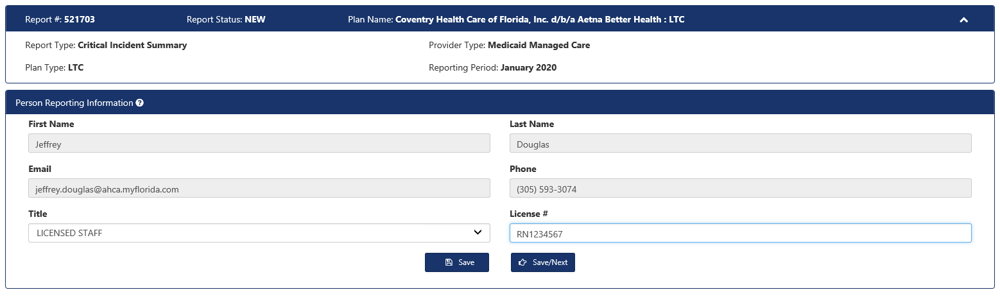 Report #: 521703 Report Status: NEW Plan Name: Coventry Health Care of Florida, Inc. d/b/a Aetna Better Health : LTC
Report Type: Critical Incident Summary Provider Type: Medicaid Managed Care
Plan Type: LTC Reporting Period: January 2020
Person Reporting Information ?
First Name Last Name
Jeffrey Douglas
Email Phone
jeffrey.douglas@ahca.myflorida.com (305) 593-3074
Title License #
LICENSED STAFF RN1234567
Save Save/Next